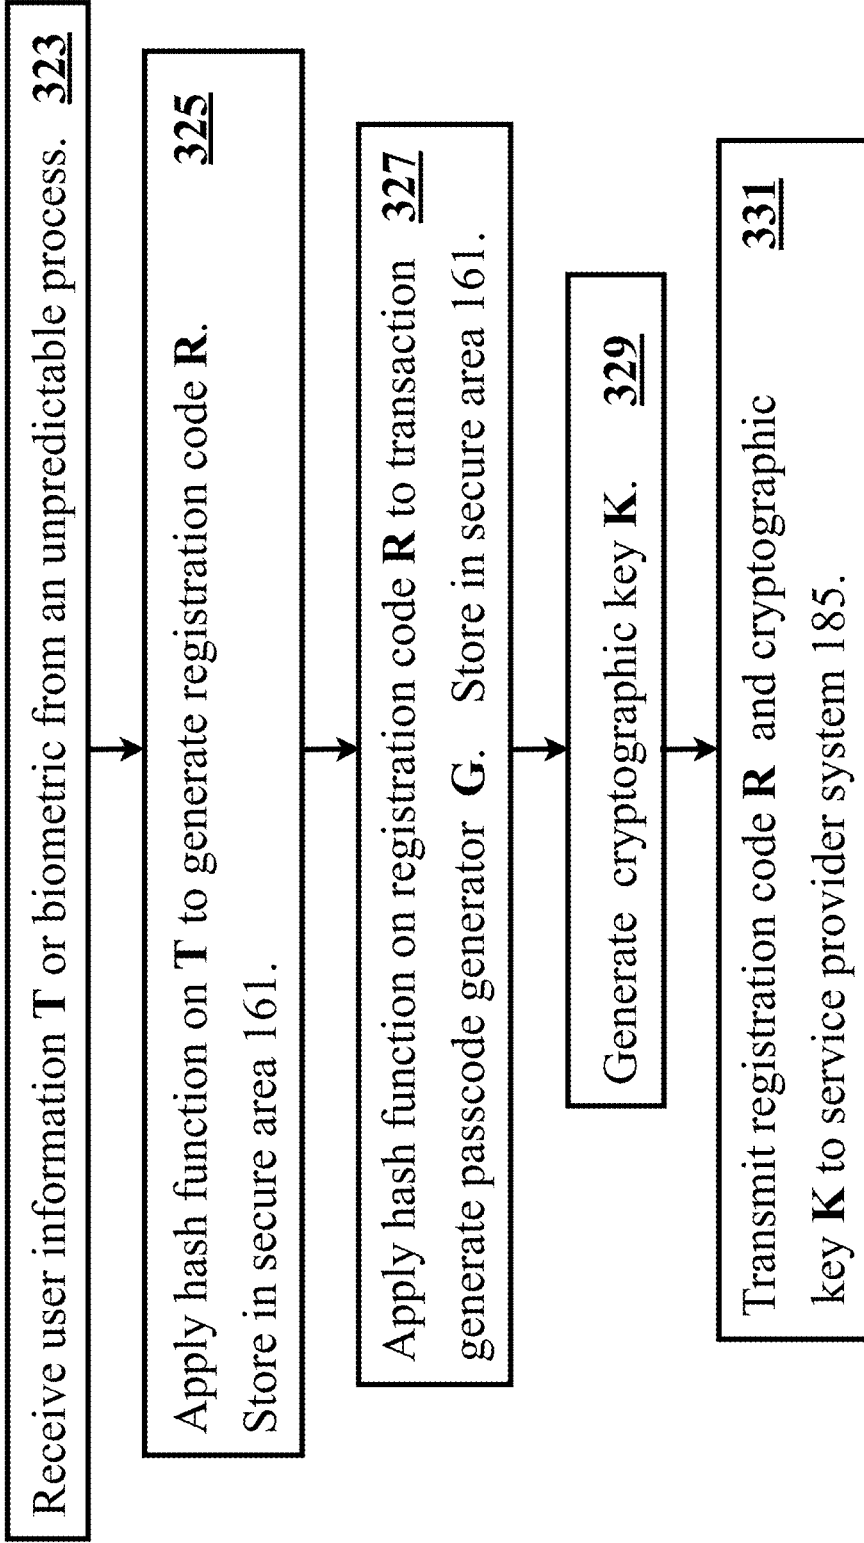 Receive user information T or biometric from an unpredictable process. 323
Apply hash function on T to generate registration code R. 325
Store in secure area 161.
Apply hash function on registration code R to transaction 327
generate passcode generator G. Store in secure area 161.
Generate cryptographic key K. 329
Transmit registration code R and cryptographic 331
key K to service provider system 185.